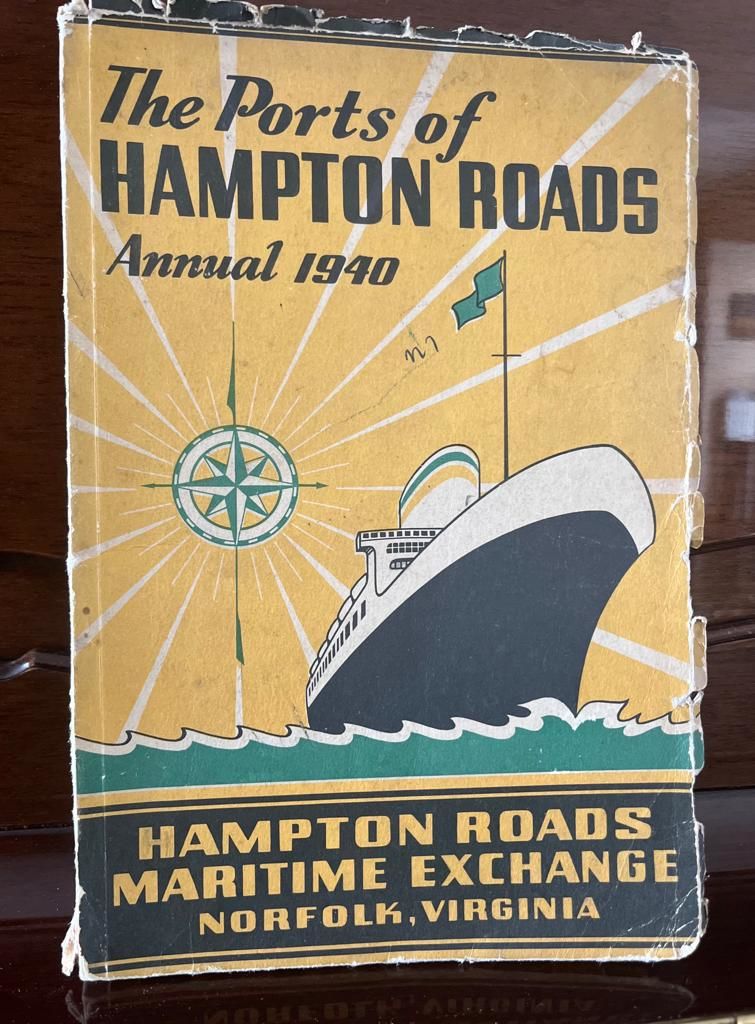 The Ports of
HAMPTON ROADS
Annual 1940
HAMPTON ROADS
MARITIME EXCHANGE
NORFOLK, VIRGINIA